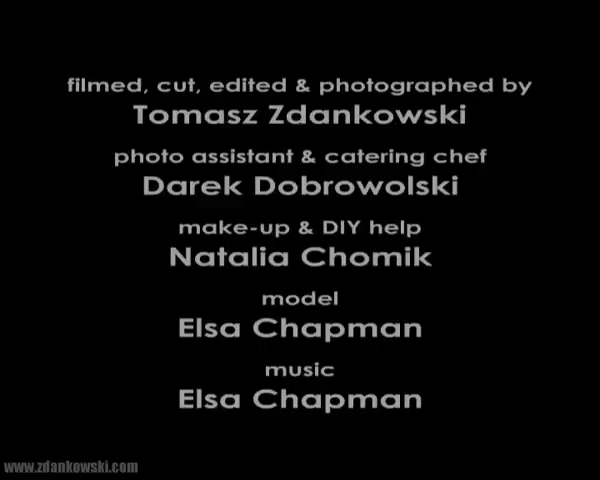 filmed, cut, edited & photographed by
Tomasz Zdankowski
photo assistant & catering chef
Darek Dobrowolski
make-up & DIY help
Natalia Chomik
model
Elsa Chapman
music
Elsa Chapman
www.zdankowski.com